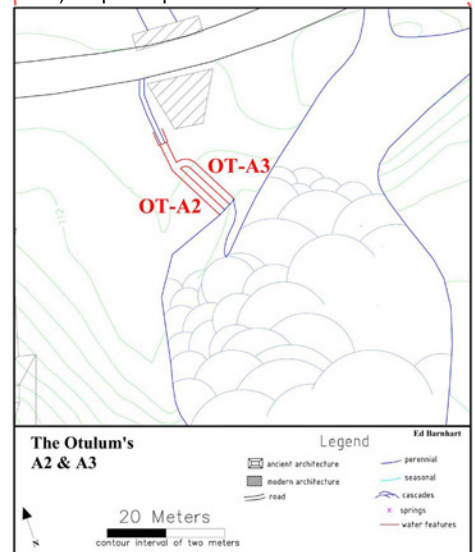 OT-A3
OT-A2
112
The Otulum's
A2 & A3
Legend
Ed Barnhart
ancient architecture
modern architecture
road
perennial
seasonal
cascades
springs
water features
N
20 Meters
contour interval of two meters